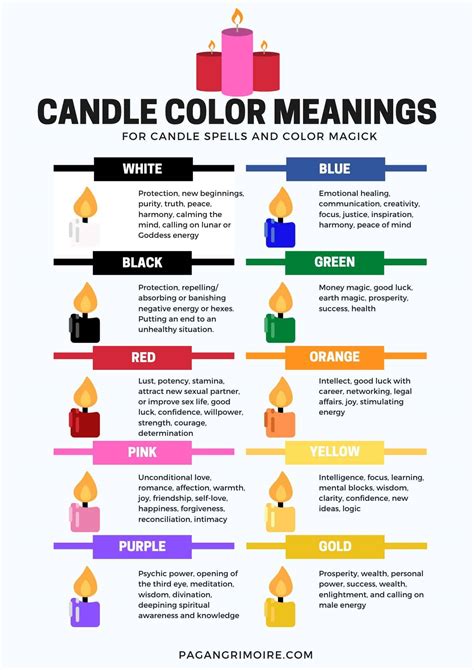 CANDLE COLOR MEANINGS
FOR CANDLE SPELLS AND COLOR MAGICK
WHITE
Protection, new beginnings,
purity, truth, peace,
harmony, calming the
mind, calling on lunar or
Goddess energy
BLUE
Emotional healing,
communication, creativity,
focus, justice, inspiration,
harmony, peace of mind
BLACK
Protection, repelling/
absorbing or banishing
negative energy or hexes.
Putting an end to an
unhealthy situation.
GREEN
Money magic, good luck,
earth magic, prosperity,
success, health
RED
Lust, potency, stamina,
attract new sexual partner,
or improve sex life, good
luck, confidence, willpower,
strength, courage,
determination
ORANGE
Intellect, good luck with
career, networking, legal
affairs, joy, stimulating
energy
PINK
Unconditional love,
romance, affection, warmth,
joy, friendship, self-love,
happiness, forgiveness,
reconciliation, intimacy
YELLOW
Intelligence, focus, learning,
mental blocks, wisdom,
clarity, confidence, new
ideas, logic
PURPLE
Psychic power, opening of
the third eye, meditation,
wisdom, divination,
deepining spiritual
awareness and knowledge
GOLD
Prosperity, wealth, personal
power, success, wealth,
enlightment, and calling on
male energy
PAGANGRIMOIRE.COM